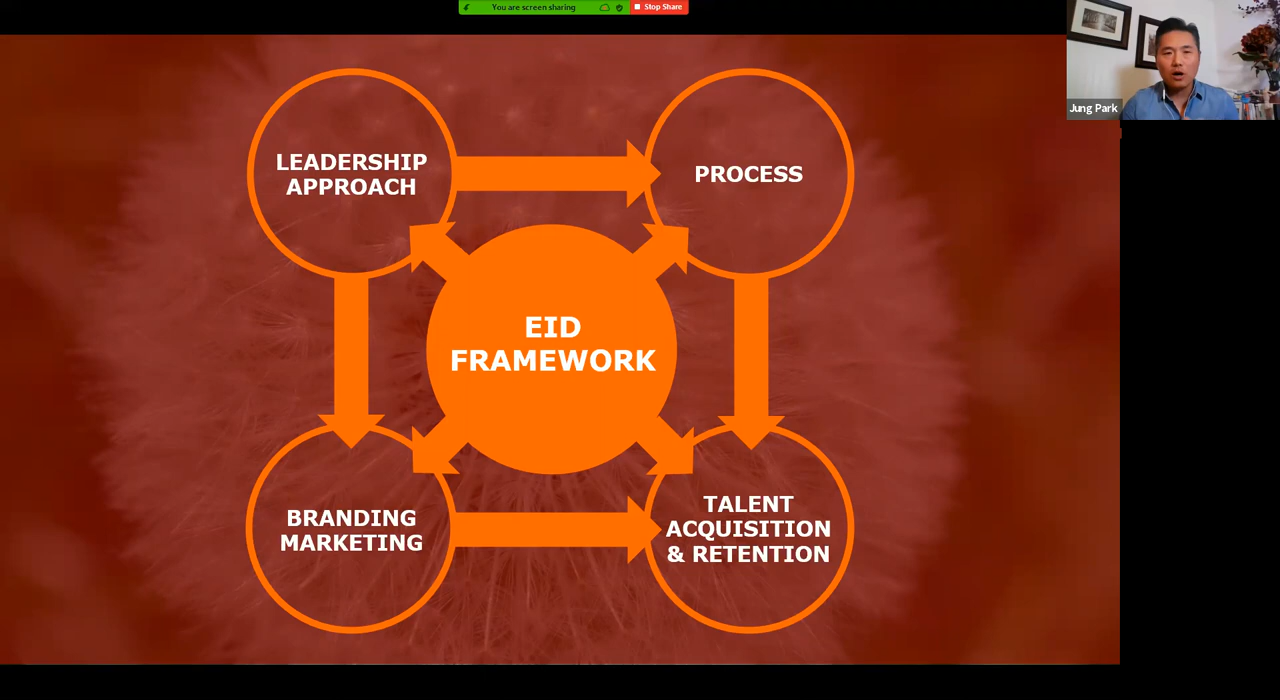 You are screen sharing
Stop Share
Jung Park
LEADERSHIP
APPROACH
PROCESS
EID
FRAMEWORK
BRANDING
MARKETING
TALENT
ACQUISITION
& RETENTION